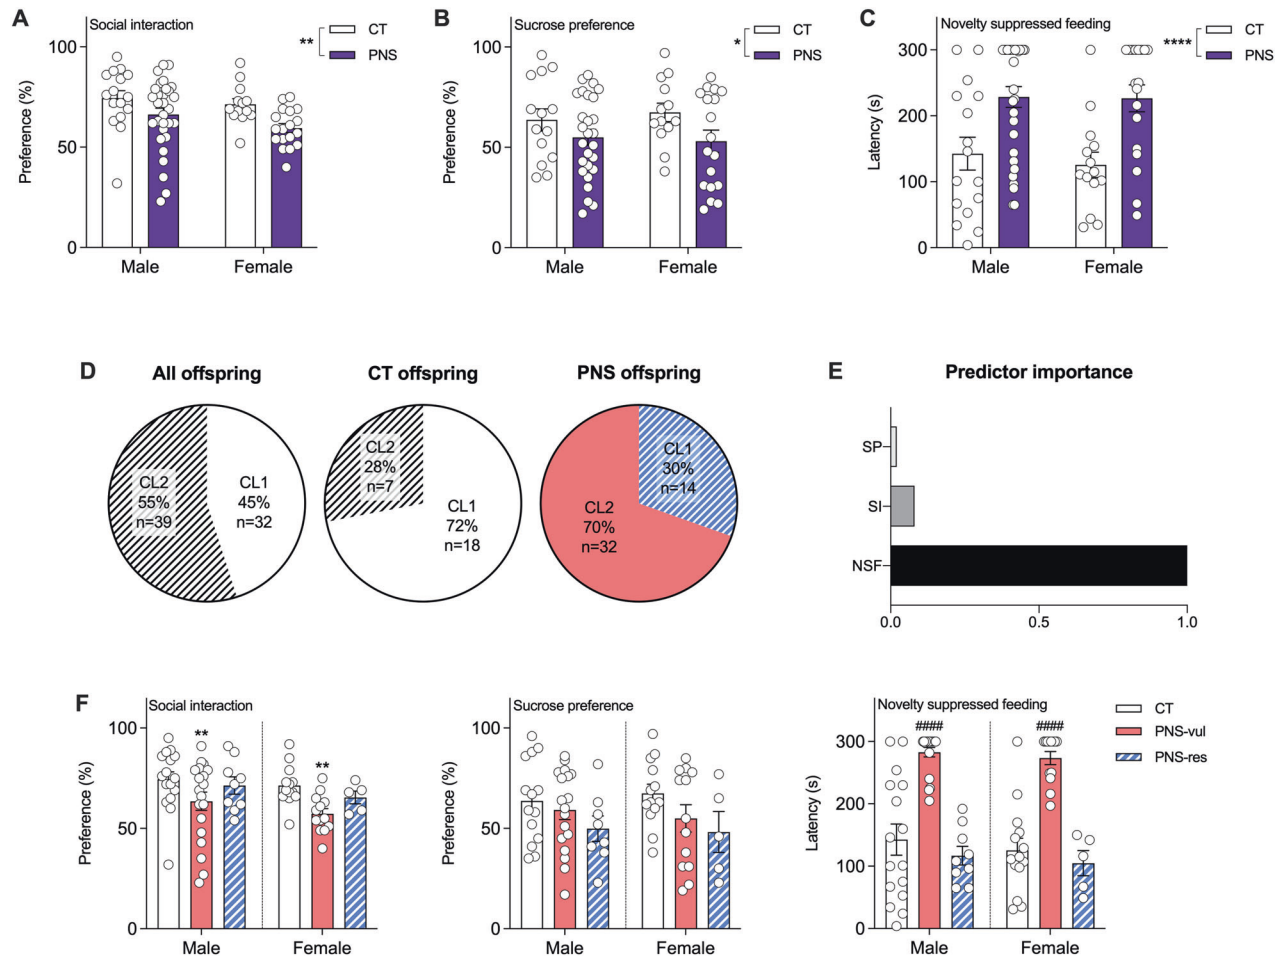 A
Social interaction
**
CT
PNS
Preference (%)
100
50
0
Male
Female
B
Sucrose preference
*
CT
PNS
Preference (%)
100
50
0
Male
Female
C
Novelty suppressed feeding
****
CT
PNS
Latency (s)
300
200
100
0
Male
Female
D
All offspring
CL2
55%
n=39
CL1
45%
n=32
CT offspring
CL2
28%
n=7
CL1
72%
n=18
PNS offspring
CL1
30%
n=14
CL2
70%
n=32
E
Predictor importance
SP
SI
NSF
0.0
0.5
1.0
F
Social interaction
Preference (%)
100
50
0
**
**
Male
Female
Sucrose preference
Preference (%)
100
50
0
Male
Female
Novelty suppressed feeding
Latency (s)
300
200
100
0
####
####
Male
Female
CT
PNS-vul
PNS-res